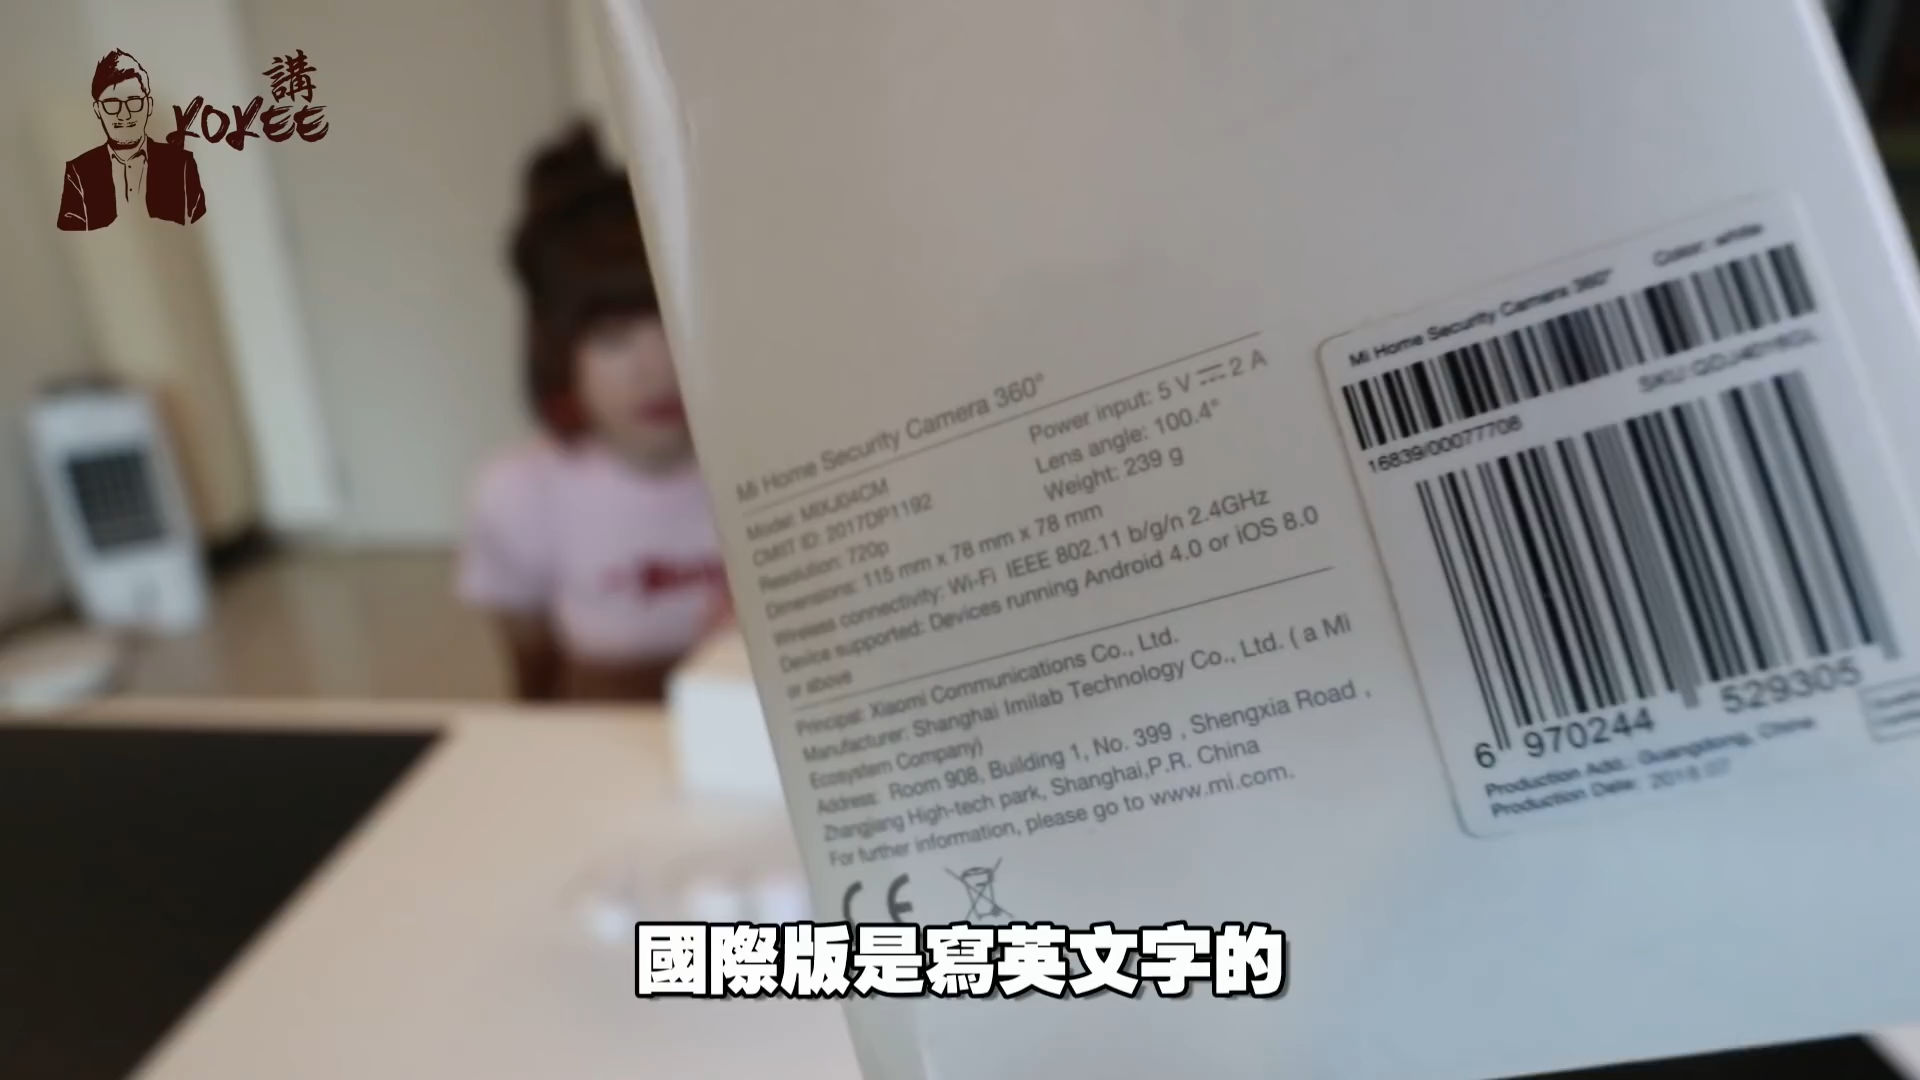 講
KOKEE
Mi Home Security Camera 360°
Model: MJXJ04CM
CMIIT ID: 2017DP1192
Resolution: 720p
Power input: 5 V ⎓ 2 A
Lens angle: 100.4°
Weight: 239 g
Dimensions: 115 mm x 78 mm x 78 mm
Wireless connectivity: Wi-Fi IEEE 802.11 b/g/n 2.4GHz
Device supported: Devices running Android 4.0 or iOS 8.0
or above
Principal: Xiaomi Communications Co., Ltd.
Manufacturer: Shanghai Imilab Technology Co., Ltd. ( a Mi
Ecosystem Company)
Address: Room 908, Building 1, No. 399 , Shengxia Road ,
Zhangjiang High-tech park, Shanghai,P.R. China
For further information, please go to www.mi.com.
CE
Mi Home Security Camera 360°
Color: white
16839/00077708
6 970244 529305
Production Add.: Guangdong, China
Production Date: 2018.07
國際版是寫英文字的